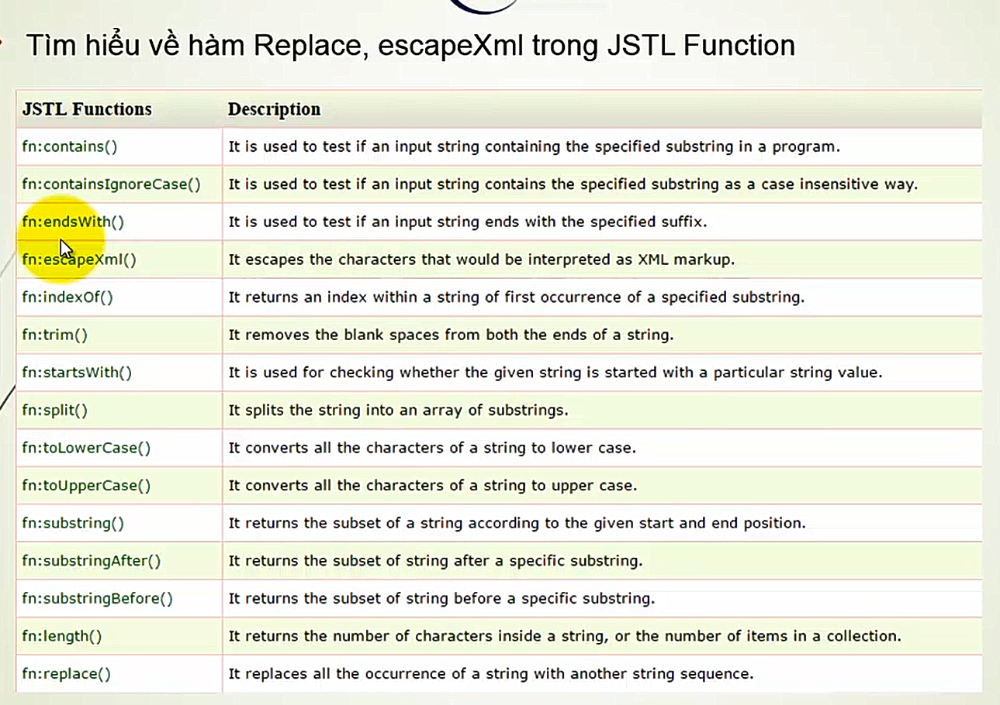 Tìm hiểu về hàm Replace, escapeXml trong JSTL Function
JSTL Functions Description
fn:contains() It is used to test if an input string containing the specified substring in a program.
fn:containsIgnoreCase() It is used to test if an input string contains the specified substring as a case insensitive way.
fn:endsWith() It is used to test if an input string ends with the specified suffix.
fn:escapeXml() It escapes the characters that would be interpreted as XML markup.
fn:indexOf() It returns an index within a string of first occurrence of a specified substring.
fn:trim() It removes the blank spaces from both the ends of a string.
fn:startsWith() It is used for checking whether the given string is started with a particular string value.
fn:split() It splits the string into an array of substrings.
fn:toLowerCase() It converts all the characters of a string to lower case.
fn:toUpperCase() It converts all the characters of a string to upper case.
fn:substring() It returns the subset of a string according to the given start and end position.
fn:substringAfter() It returns the subset of string after a specific substring.
fn:substringBefore() It returns the subset of string before a specific substring.
fn:length() It returns the number of characters inside a string, or the number of items in a collection.
fn:replace() It replaces all the occurrence of a string with another string sequence.